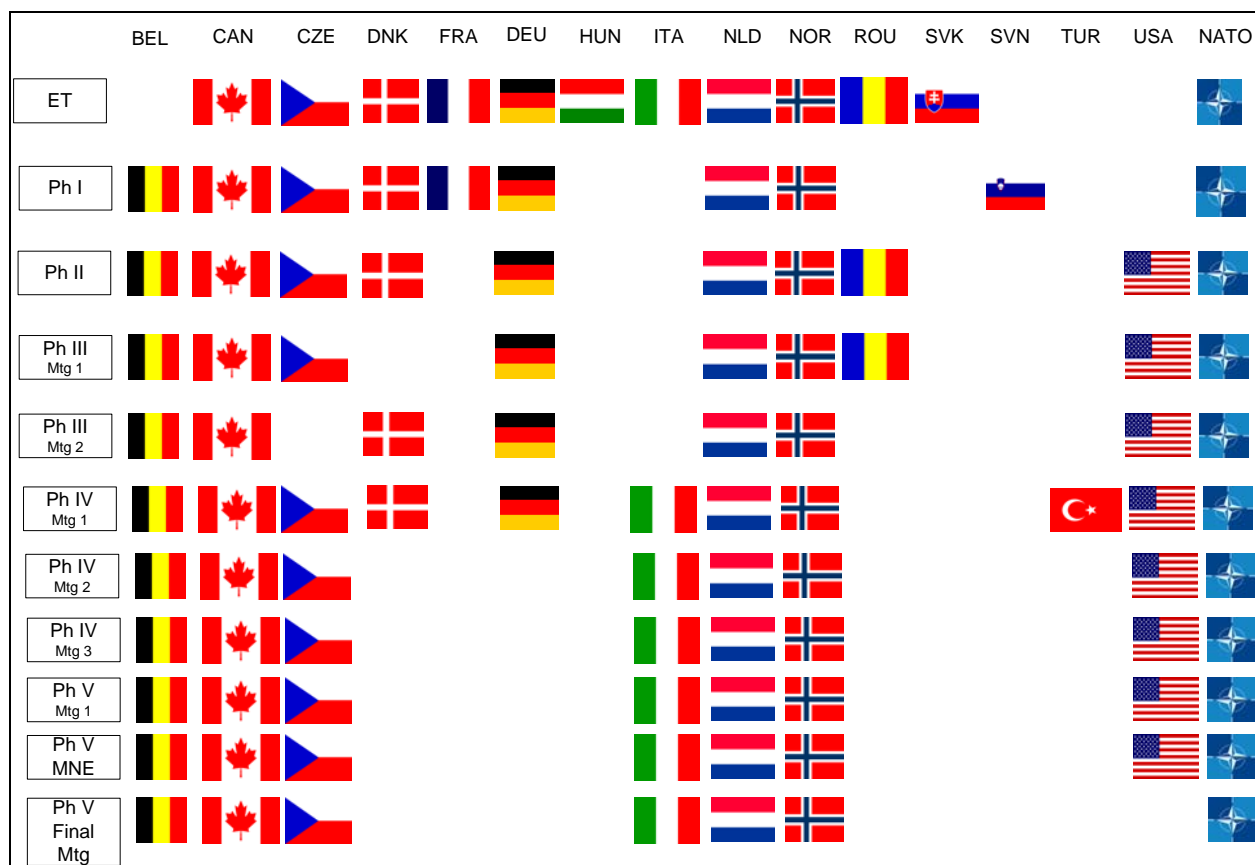 BEL CAN CZE DNK FRA DEU HUN ITA NLD NOR ROU SVK SVN TUR USA NATO
ET
Ph I
Ph II
Ph III
Mtg 1
Ph III
Mtg 2
Ph IV
Mtg 1
Ph IV
Mtg 2
Ph IV
Mtg 3
Ph V
Mtg 1
Ph V
MNE
Ph V
Final
Mtg